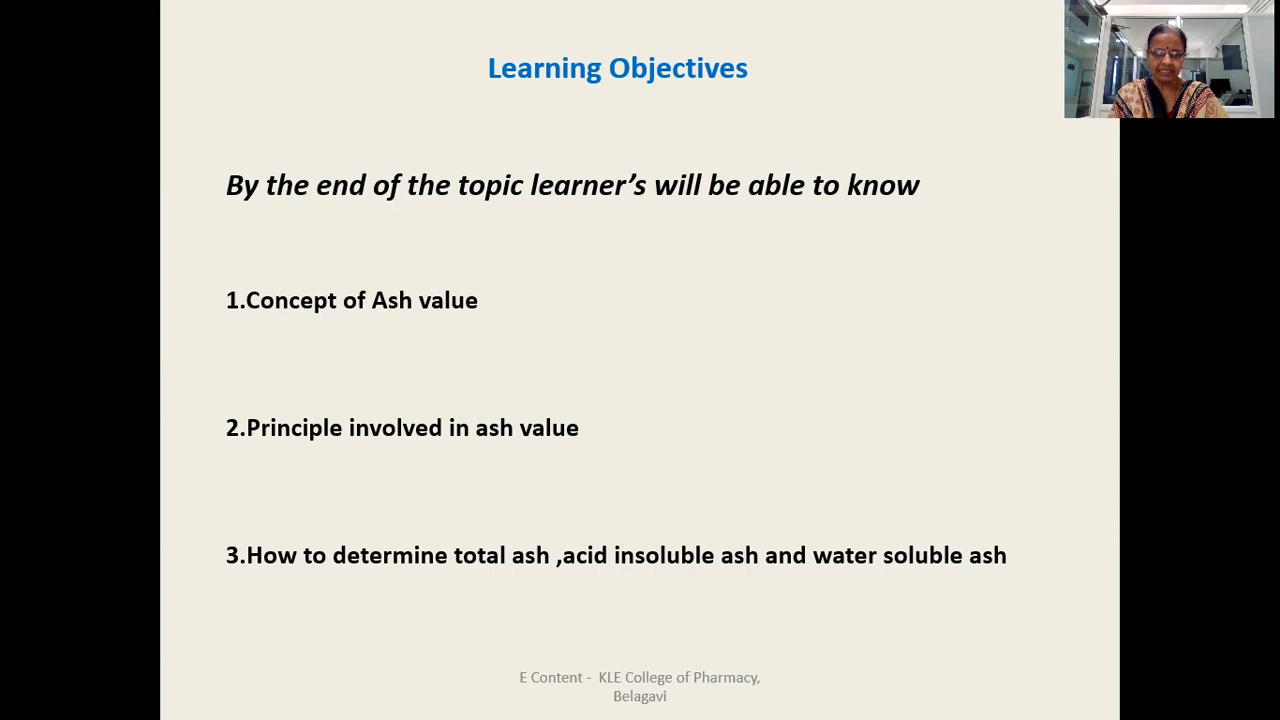 Learning Objectives
By the end of the topic learner’s will be able to know
1.Concept of Ash value
2.Principle involved in ash value
3.How to determine total ash ,acid insoluble ash and water soluble ash
E Content -  KLE College of Pharmacy,
Belagavi